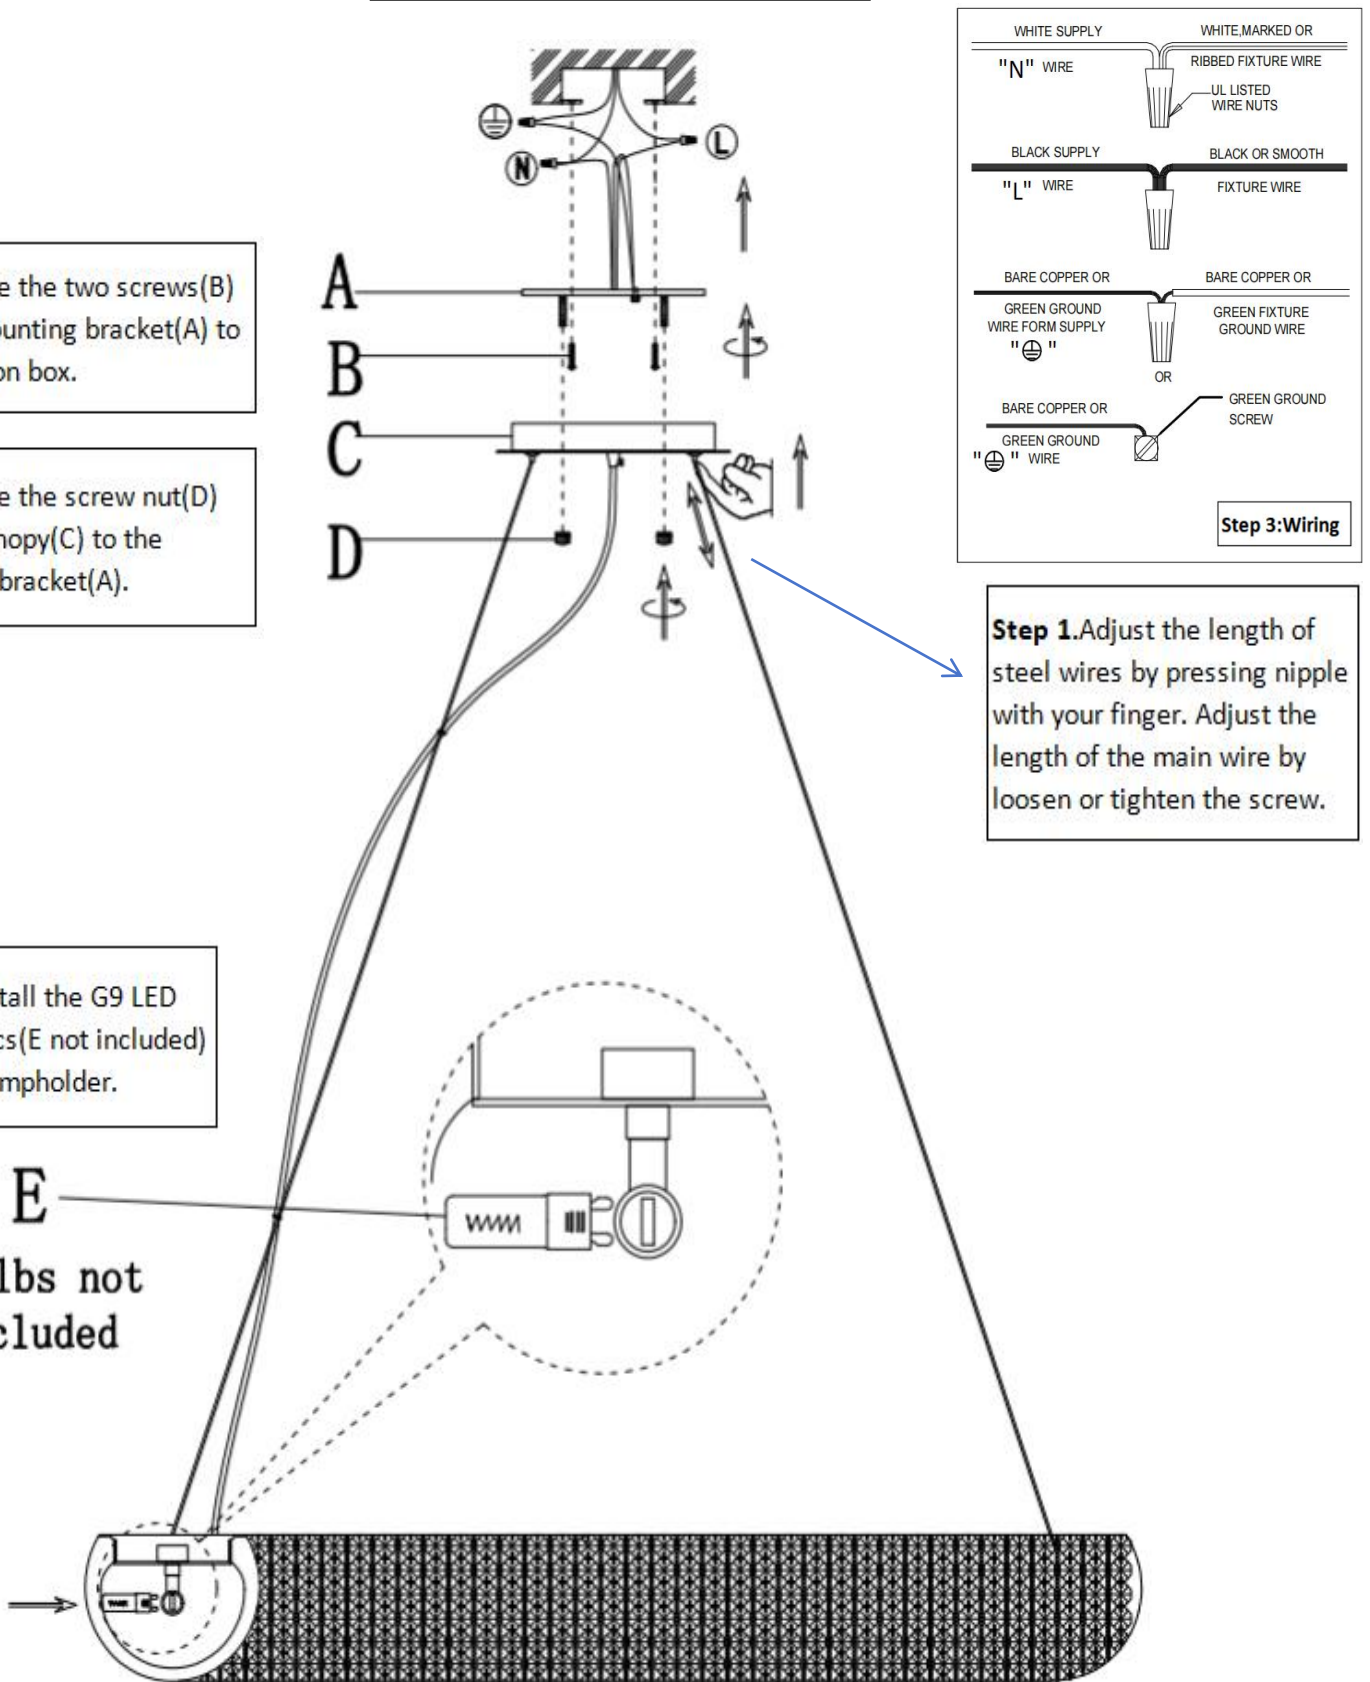 WHITE SUPPLY
WHITE,MARKED OR
"N" WIRE
RIBBED FIXTURE WIRE
UL LISTED
WIRE NUTS
BLACK SUPPLY
BLACK OR SMOOTH
"L" WIRE
FIXTURE WIRE
BARE COPPER OR
BARE COPPER OR
GREEN GROUND
WIRE FORM SUPPLY
"⏚"
GREEN FIXTURE
GROUND WIRE
OR
BARE COPPER OR
GREEN GROUND
SCREW
GREEN GROUND
"⏚" WIRE
Step 3:Wiring
N
L
A
B
C
D
e the two screws(B)
ounting bracket(A) to
on box.
e the screw nut(D)
nopy(C) to the
bracket(A).
Step 1.Adjust the length of
steel wires by pressing nipple
with your finger. Adjust the
length of the main wire by
loosen or tighten the screw.
tall the G9 LED
cs(E not included)
mpholder.
E
lbs not
cluded